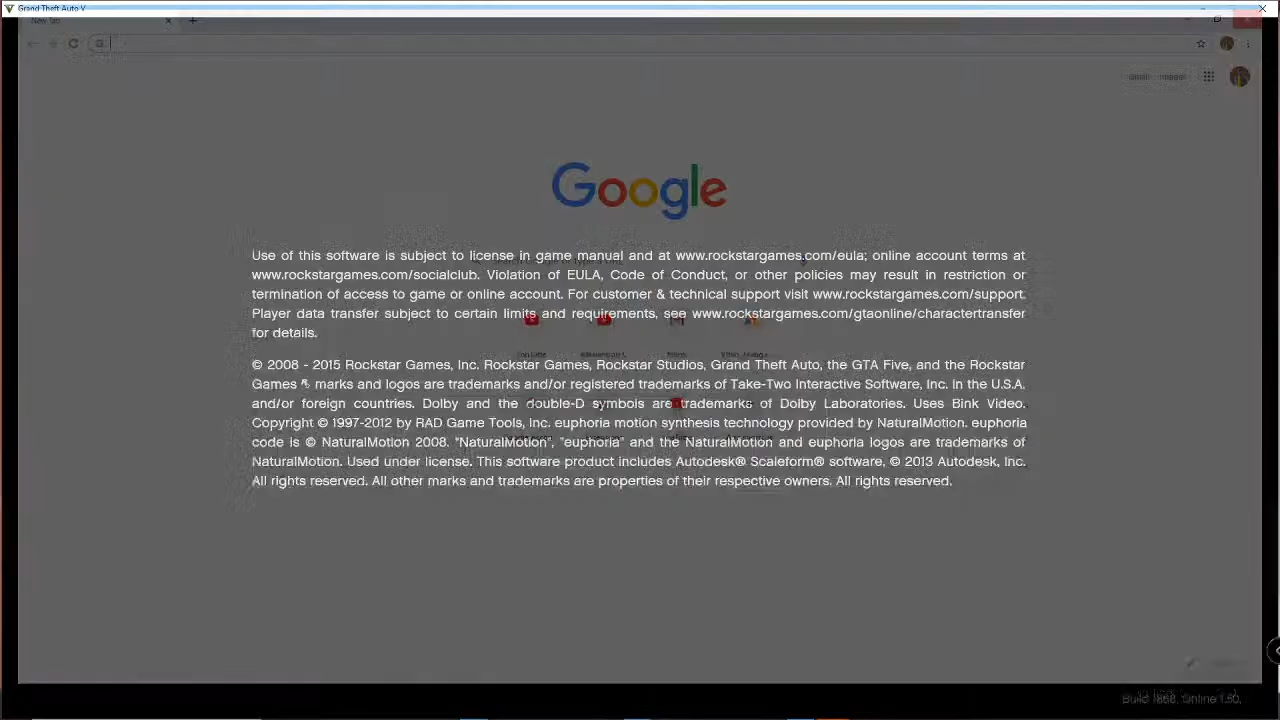 Grand Theft Auto V
New Tab
Gmail Images
Google
Use of this software is subject to license in game manual and at www.rockstargames.com/eula; online account terms at
www.rockstargames.com/socialclub. Violation of EULA, Code of Conduct, or other policies may result in restriction or
termination of access to game or online account. For customer & technical support visit www.rockstargames.com/support.
Player data transfer subject to certain limits and requirements, see www.rockstargames.com/gtaonline/charactertransfer
for details.
© 2008 - 2015 Rockstar Games, Inc. Rockstar Games, Rockstar Studios, Grand Theft Auto, the GTA Five, and the Rockstar
Games R* marks and logos are trademarks and/or registered trademarks of Take-Two Interactive Software, Inc. in the U.S.A.
and/or foreign countries. Dolby and the double-D symbols are trademarks of Dolby Laboratories. Uses Bink Video.
Copyright © 1997-2012 by RAD Game Tools, Inc. euphoria motion synthesis technology provided by NaturalMotion. euphoria
code is © NaturalMotion 2008. "NaturalMotion", "euphoria" and the NaturalMotion and euphoria logos are trademarks of
NaturalMotion. Used under license. This software product includes Autodesk® Scaleform® software, © 2013 Autodesk, Inc.
All rights reserved. All other marks and trademarks are properties of their respective owners. All rights reserved.
Online 1.50.